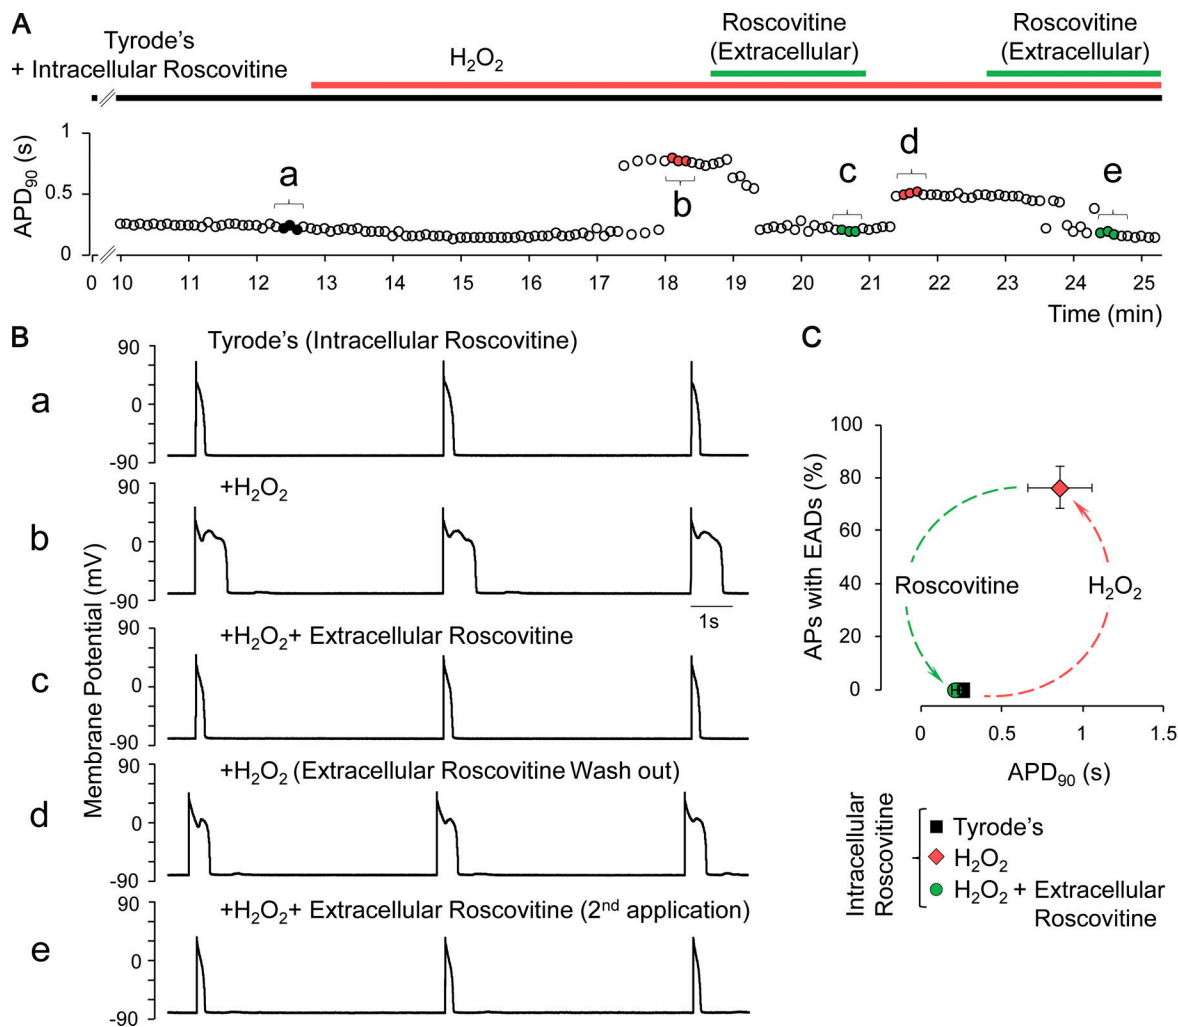 A
Tyrode’s
+ Intracellular Roscovitine
H₂O₂
Roscovitine
(Extracellular)
Roscovitine
(Extracellular)
APD₉₀ (s)
1
0.5
0
a
b
c
d
e
0 10 11 12 13 14 15 16 17 18 19 20 21 22 23 24 25
Time (min)
B
Membrane Potential (mV)
Tyrode’s (Intracellular Roscovitine)
a
90
0
-90
+H₂O₂
b
90
0
-90
1s
+H₂O₂+ Extracellular Roscovitine
c
90
0
-90
+H₂O₂ (Extracellular Roscovitine Wash out)
d
90
0
-90
+H₂O₂+ Extracellular Roscovitine (2ⁿᵈ application)
e
90
0
-90
C
APs with EADs (%)
100
80
60
40
20
0
Roscovitine
H₂O₂
0 0.5 1 1.5
APD₉₀ (s)
Intracellular
Roscovitine
Tyrode’s
H₂O₂
H₂O₂ + Extracellular
Roscovitine